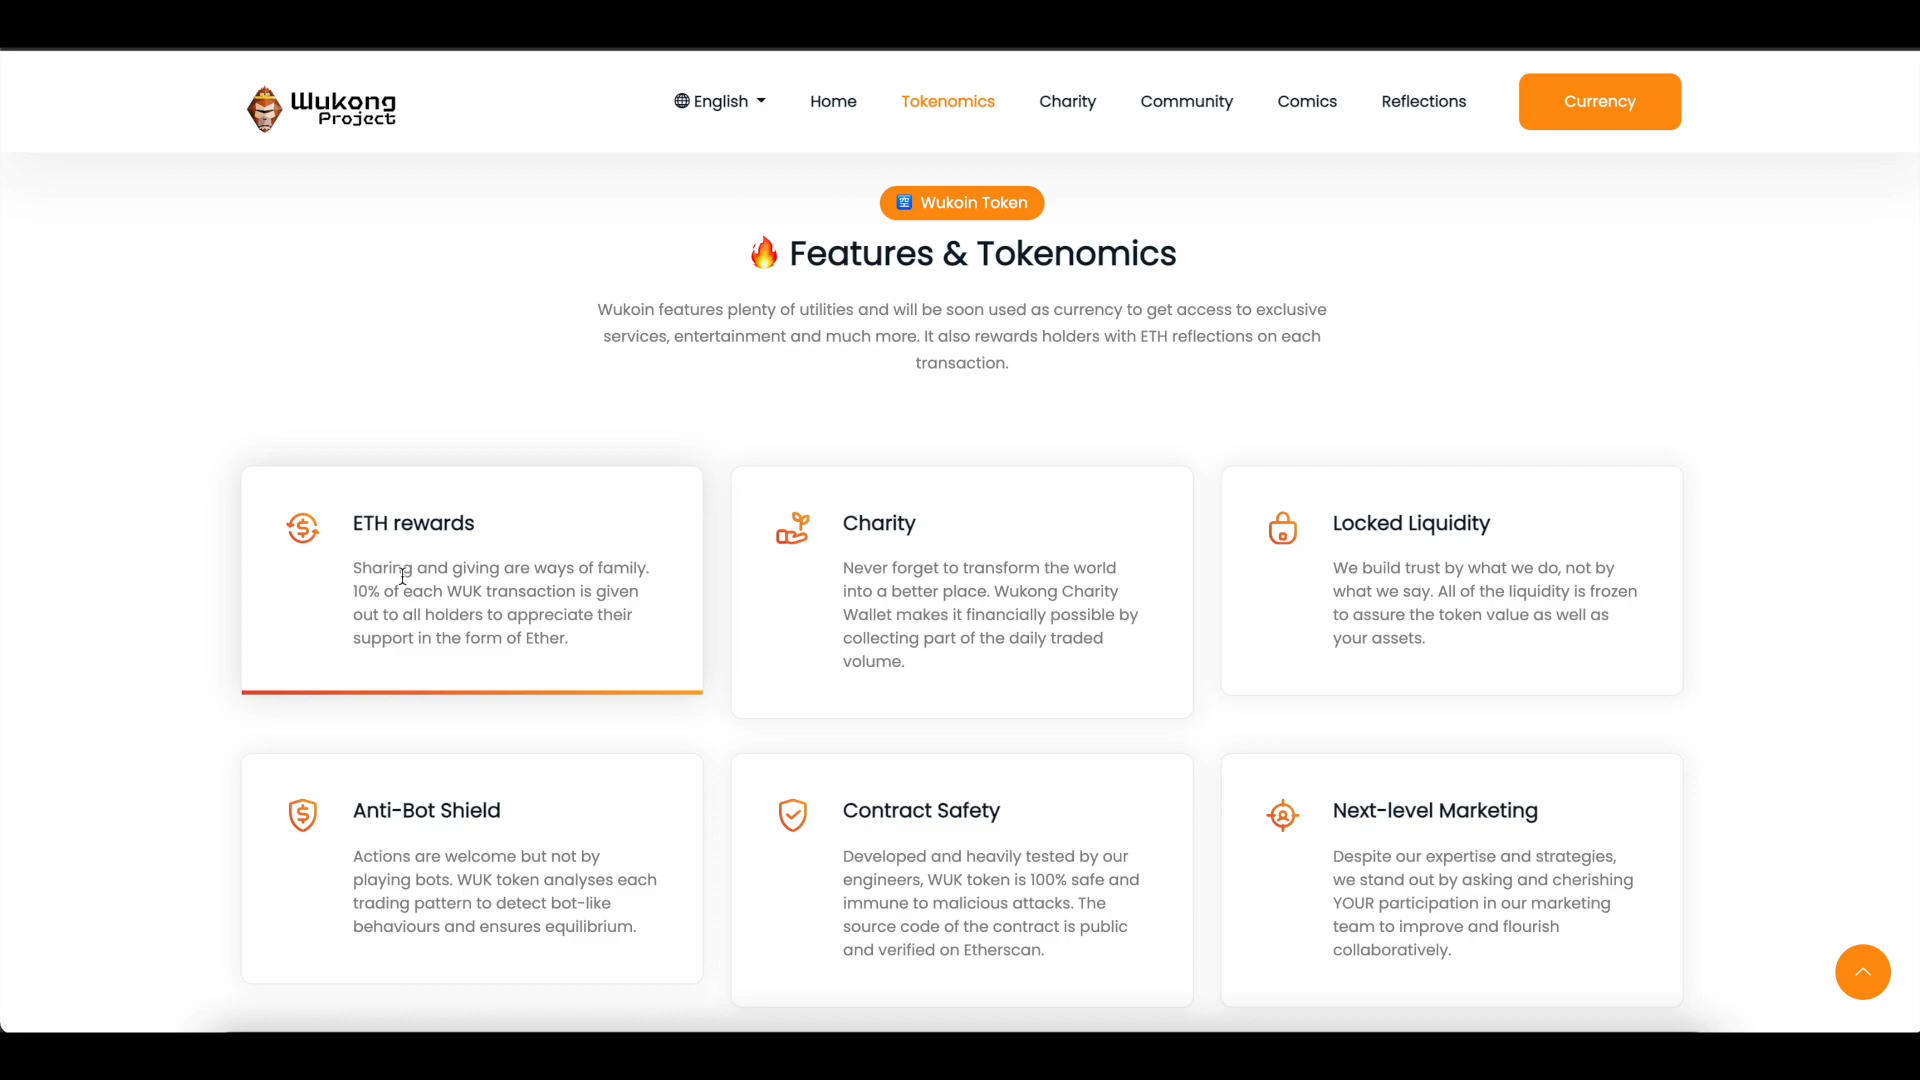 Wukong
Project
English
Home
Tokenomics
Charity
Community
Comics
Reflections
Currency
空 Wukoin Token
Features & Tokenomics
Wukoin features plenty of utilities and will be soon used as currency to get access to exclusive
services, entertainment and much more. It also rewards holders with ETH reflections on each
transaction.
ETH rewards
Sharing and giving are ways of family.
10% of each WUK transaction is given
out to all holders to appreciate their
support in the form of Ether.
Charity
Never forget to transform the world
into a better place. Wukong Charity
Wallet makes it financially possible by
collecting part of the daily traded
volume.
Locked Liquidity
We build trust by what we do, not by
what we say. All of the liquidity is frozen
to assure the token value as well as
your assets.
Anti-Bot Shield
Actions are welcome but not by
playing bots. WUK token analyses each
trading pattern to detect bot-like
behaviours and ensures equilibrium.
Contract Safety
Developed and heavily tested by our
engineers, WUK token is 100% safe and
immune to malicious attacks. The
source code of the contract is public
and verified on Etherscan.
Next-level Marketing
Despite our expertise and strategies,
we stand out by asking and cherishing
YOUR participation in our marketing
team to improve and flourish
collaboratively.